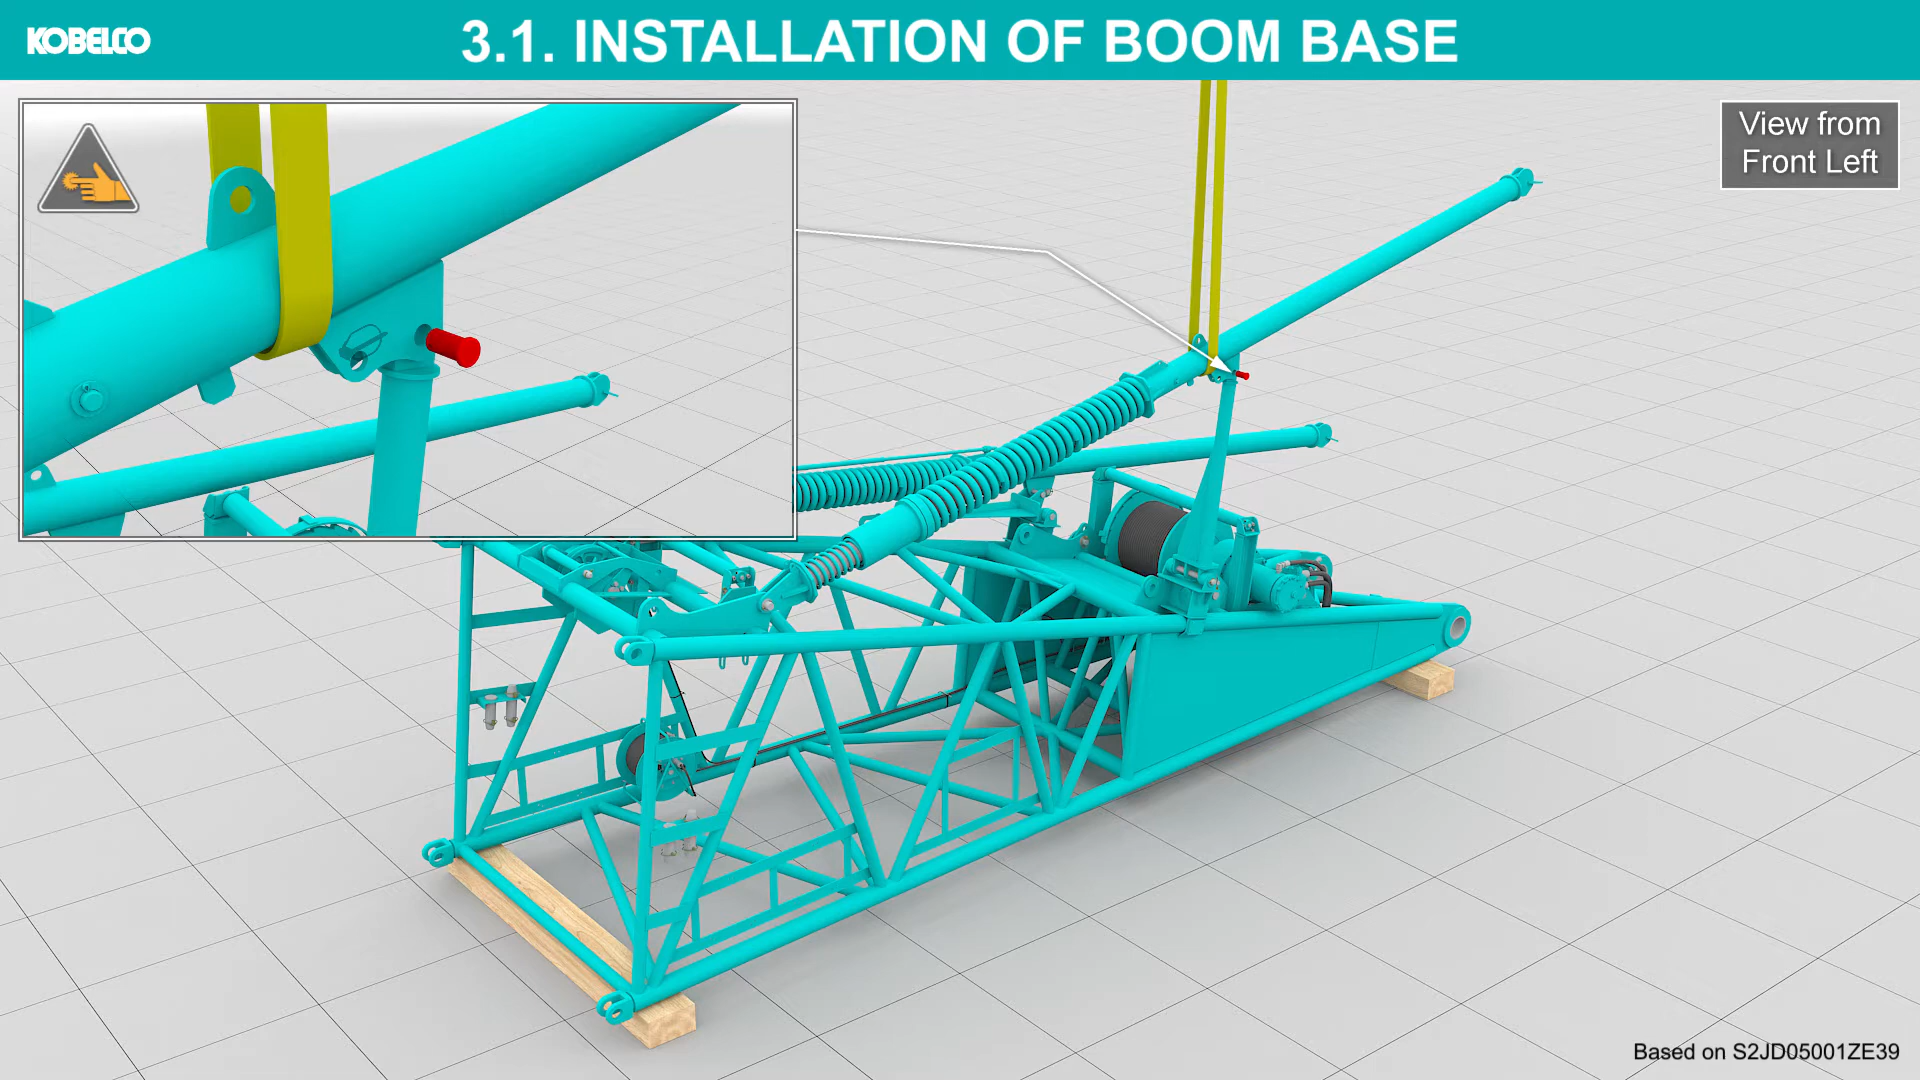 KOBELCO
3.1. INSTALLATION OF BOOM BASE
View from
Front Left
Based on S2JD05001ZE39